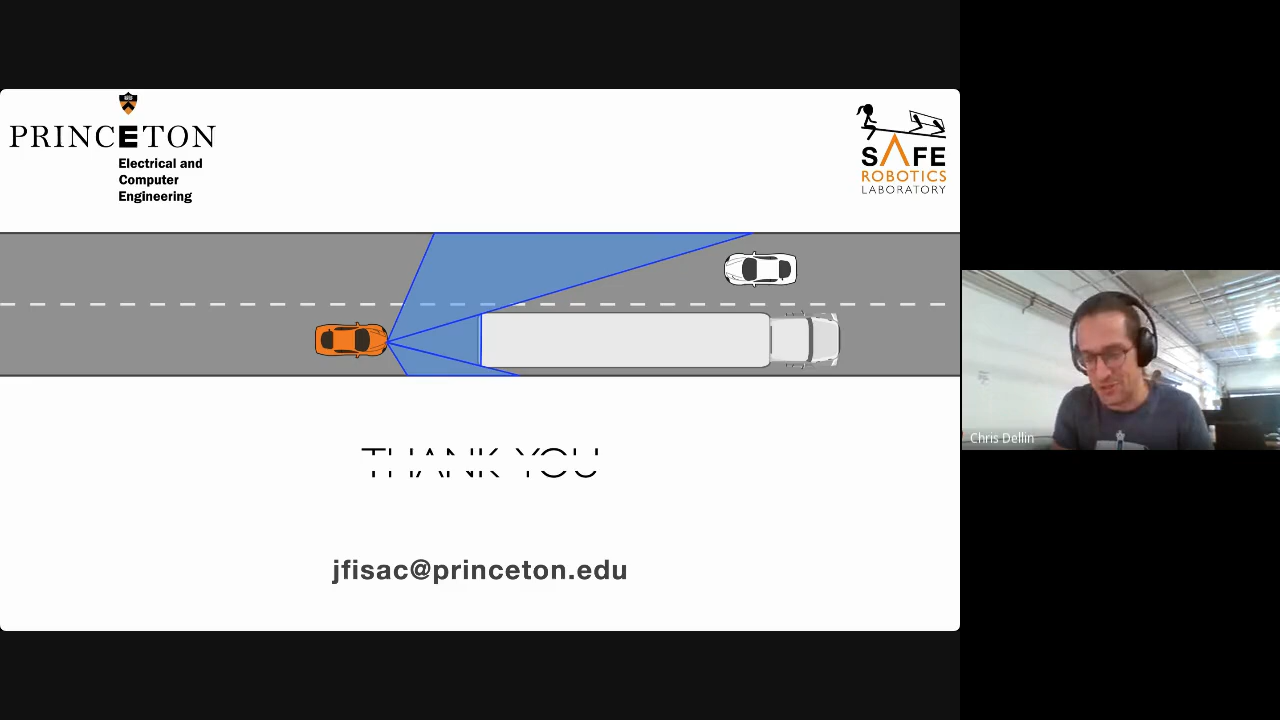 PRINCETON
Electrical and
Computer
Engineering
SAFE
ROBOTICS
LABORATORY
THANK YOU
jfisac@princeton.edu
Chris Dellin